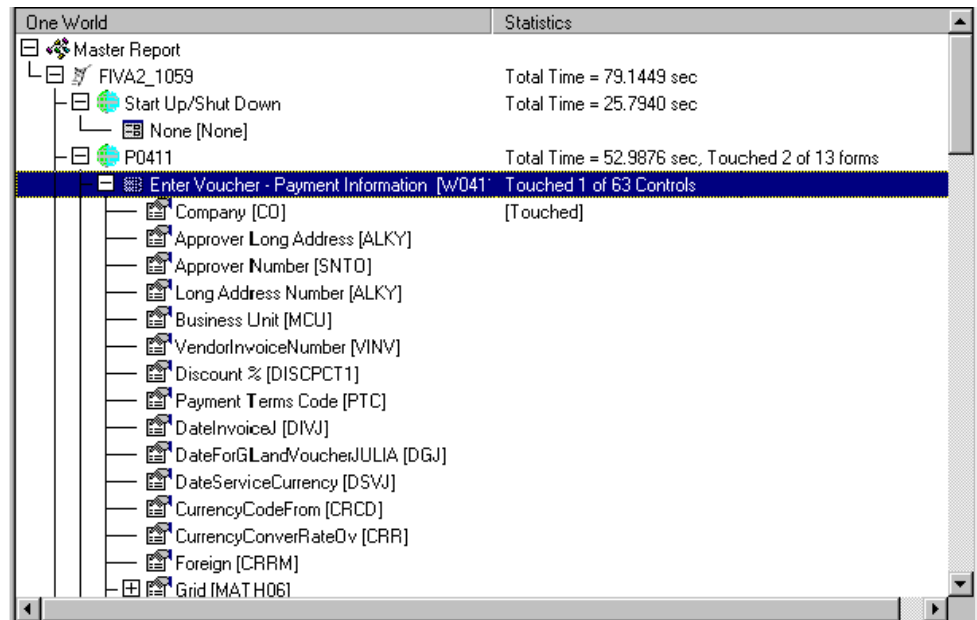 One World Statistics
Master Report
FIVA2_1059 Total Time = 79.1449 sec
Start Up/Shut Down Total Time = 25.7940 sec
None [None]
P0411 Total Time = 52.9876 sec, Touched 2 of 13 forms
Enter Voucher - Payment Information [W041 Touched 1 of 63 Controls
Company [CO] [Touched]
Approver Long Address [ALKY]
Approver Number [SNTO]
Long Address Number [ALKY]
Business Unit [MCU]
VendorInvoiceNumber [VINV]
Discount % [DISCPCT1]
Payment Terms Code [PTC]
DateInvoiceJ [DIVJ]
DateForGLandVoucherJULIA [DGJ]
DateServiceCurrency [DSVJ]
CurrencyCodeFrom [CRCD]
CurrencyConverRateOv [CRR]
Foreign [CRRM]
Grid [MATH06]